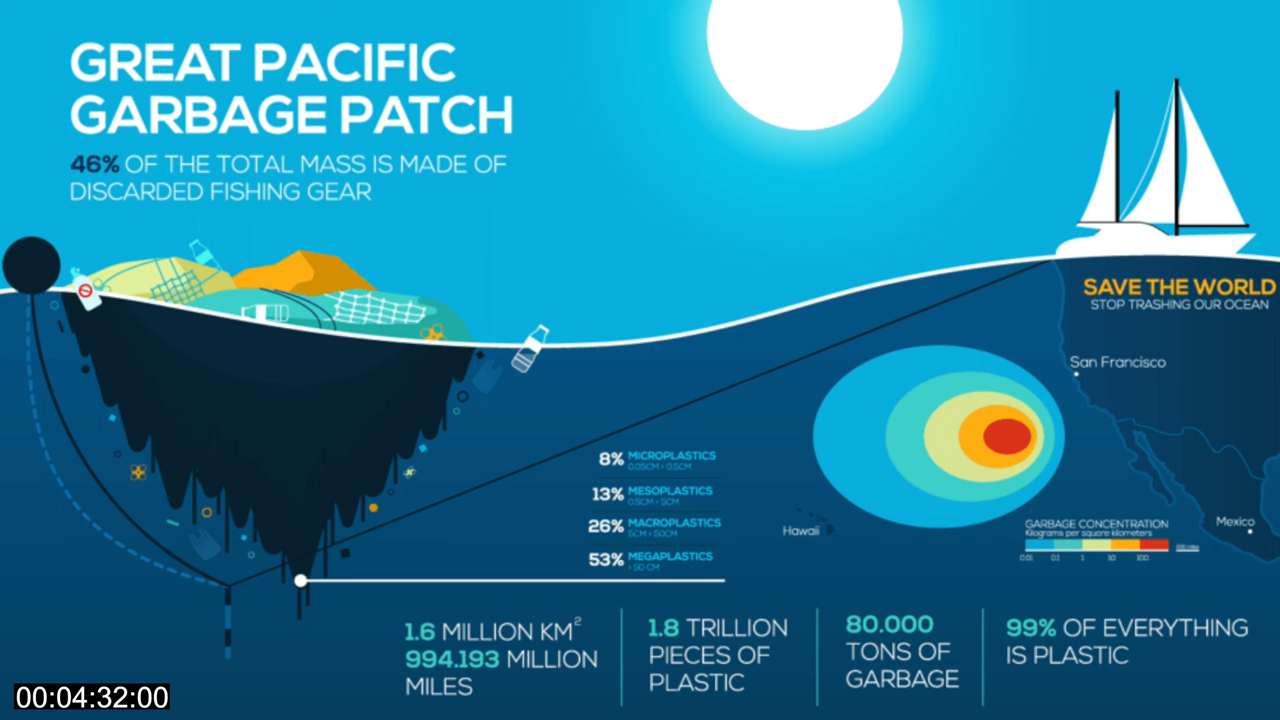 GREAT PACIFIC
GARBAGE PATCH
46% OF THE TOTAL MASS IS MADE OF
DISCARDED FISHING GEAR
SAVE THE WORLD
STOP TRASHING OUR OCEAN
San Francisco
8% MICROPLASTICS
0.05CM > 0.5CM
13% MESOPLASTICS
0.5CM > 5CM
26% MACROPLASTICS
5CM > 50CM
53% MEGAPLASTICS
> 50 CM
Hawaii
Mexico
GARBAGE CONCENTRATION
Kilograms per square kilometers
0.01 0.1 1 10 100
1.6 MILLION KM²
994.193 MILLION
MILES
1.8 TRILLION
PIECES OF
PLASTIC
80.000
TONS OF
GARBAGE
99% OF EVERYTHING
IS PLASTIC
00:04:32:00